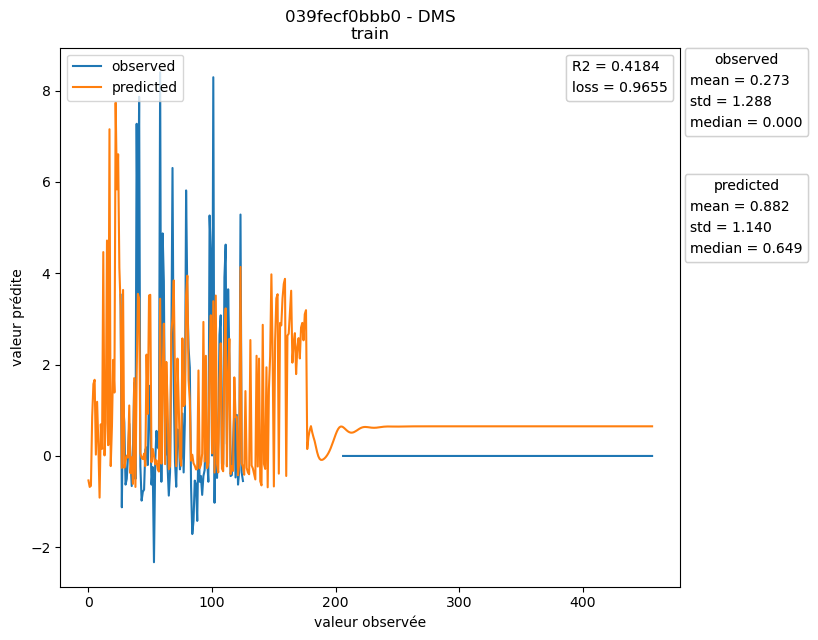 039fecf0bbb0 - DMS
train
observed
predicted
R2 = 0.4184
loss = 0.9655
observed
mean = 0.273
std = 1.288
median = 0.000
predicted
mean = 0.882
std = 1.140
median = 0.649
valeur prédite
8
6
4
2
0
−2
0
100
200
300
400
valeur observée